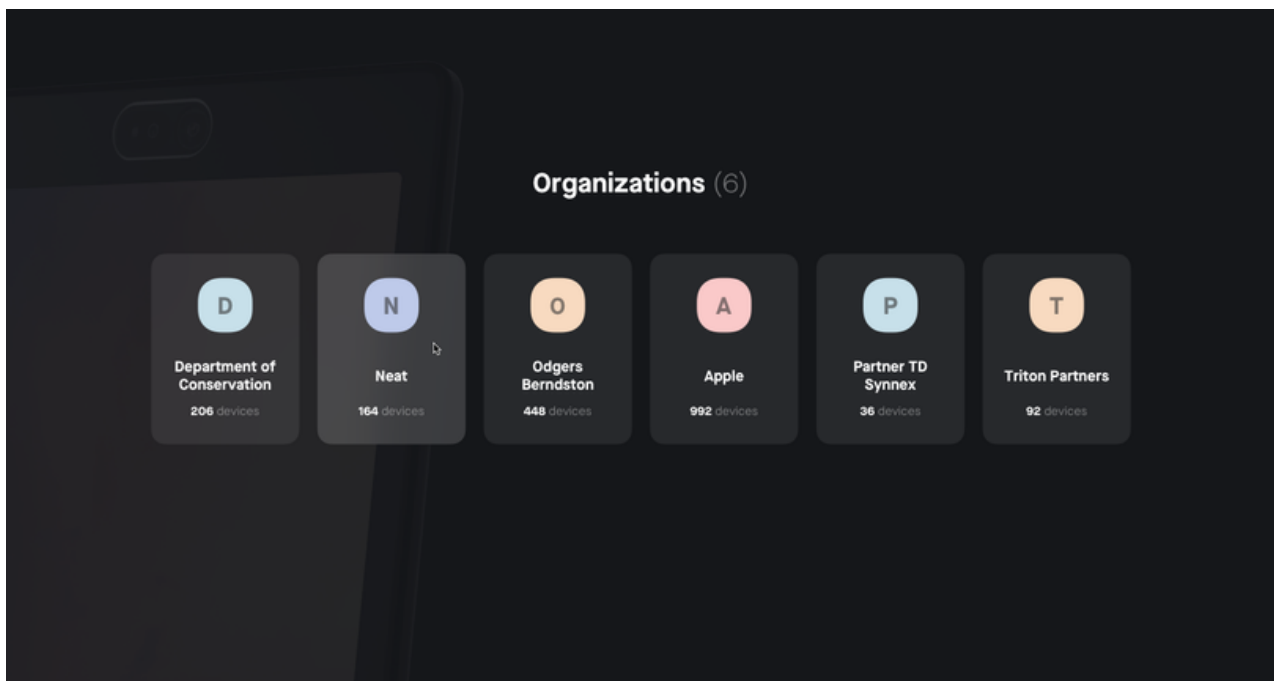 Organizations (6)
D
Department of
Conservation
206 devices
N
Neat
164 devices
O
Odgers
Berndston
448 devices
A
Apple
992 devices
P
Partner TD
Synnex
36 devices
T
Triton Partners
92 devices